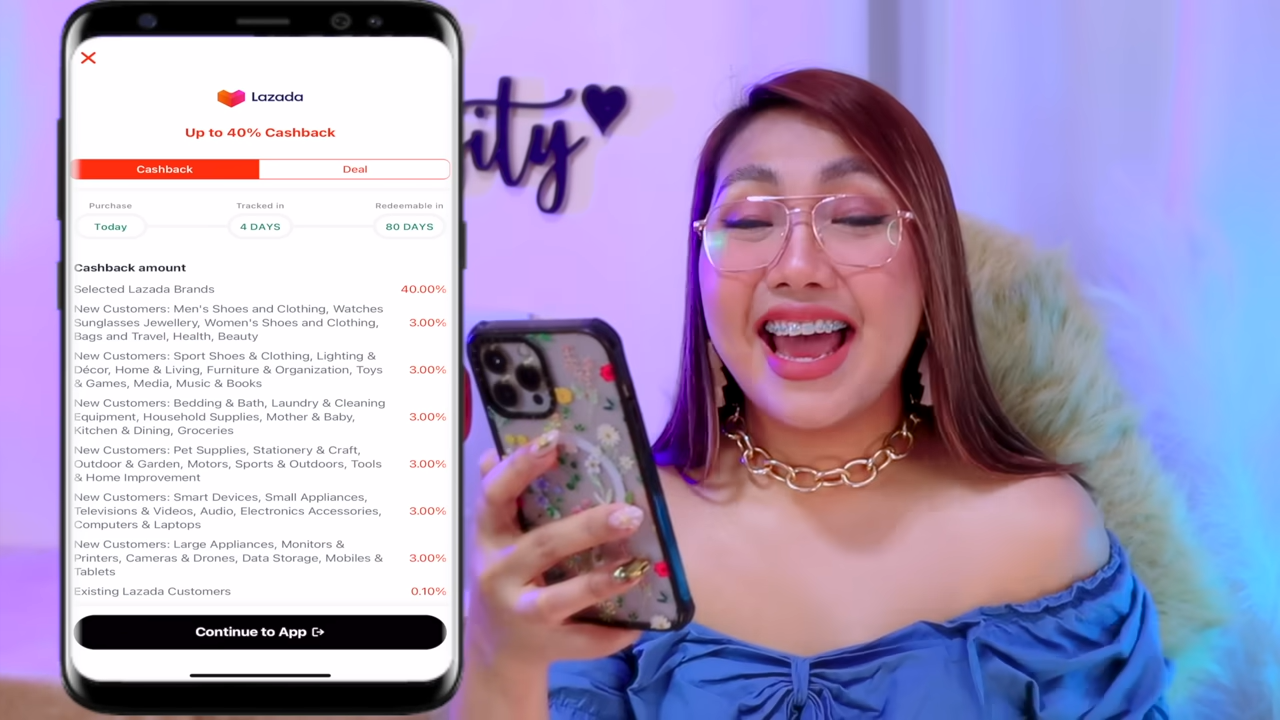 Lazada
Up to 40% Cashback
Cashback
Deal
Purchase
Tracked in
Redeemable in
Today
4 DAYS
80 DAYS
Cashback amount
Selected Lazada Brands 40.00%
New Customers: Men's Shoes and Clothing, Watches
Sunglasses Jewellery, Women's Shoes and Clothing, 3.00%
Bags and Travel, Health, Beauty
New Customers: Sport Shoes & Clothing, Lighting &
Décor, Home & Living, Furniture & Organization, Toys 3.00%
& Games, Media, Music & Books
New Customers: Bedding & Bath, Laundry & Cleaning
Equipment, Household Supplies, Mother & Baby, 3.00%
Kitchen & Dining, Groceries
New Customers: Pet Supplies, Stationery & Craft,
Outdoor & Garden, Motors, Sports & Outdoors, Tools 3.00%
& Home Improvement
New Customers: Smart Devices, Small Appliances,
Televisions & Videos, Audio, Electronics Accessories, 3.00%
Computers & Laptops
New Customers: Large Appliances, Monitors &
Printers, Cameras & Drones, Data Storage, Mobiles & 3.00%
Tablets
Existing Lazada Customers 0.10%
Continue to App
ity